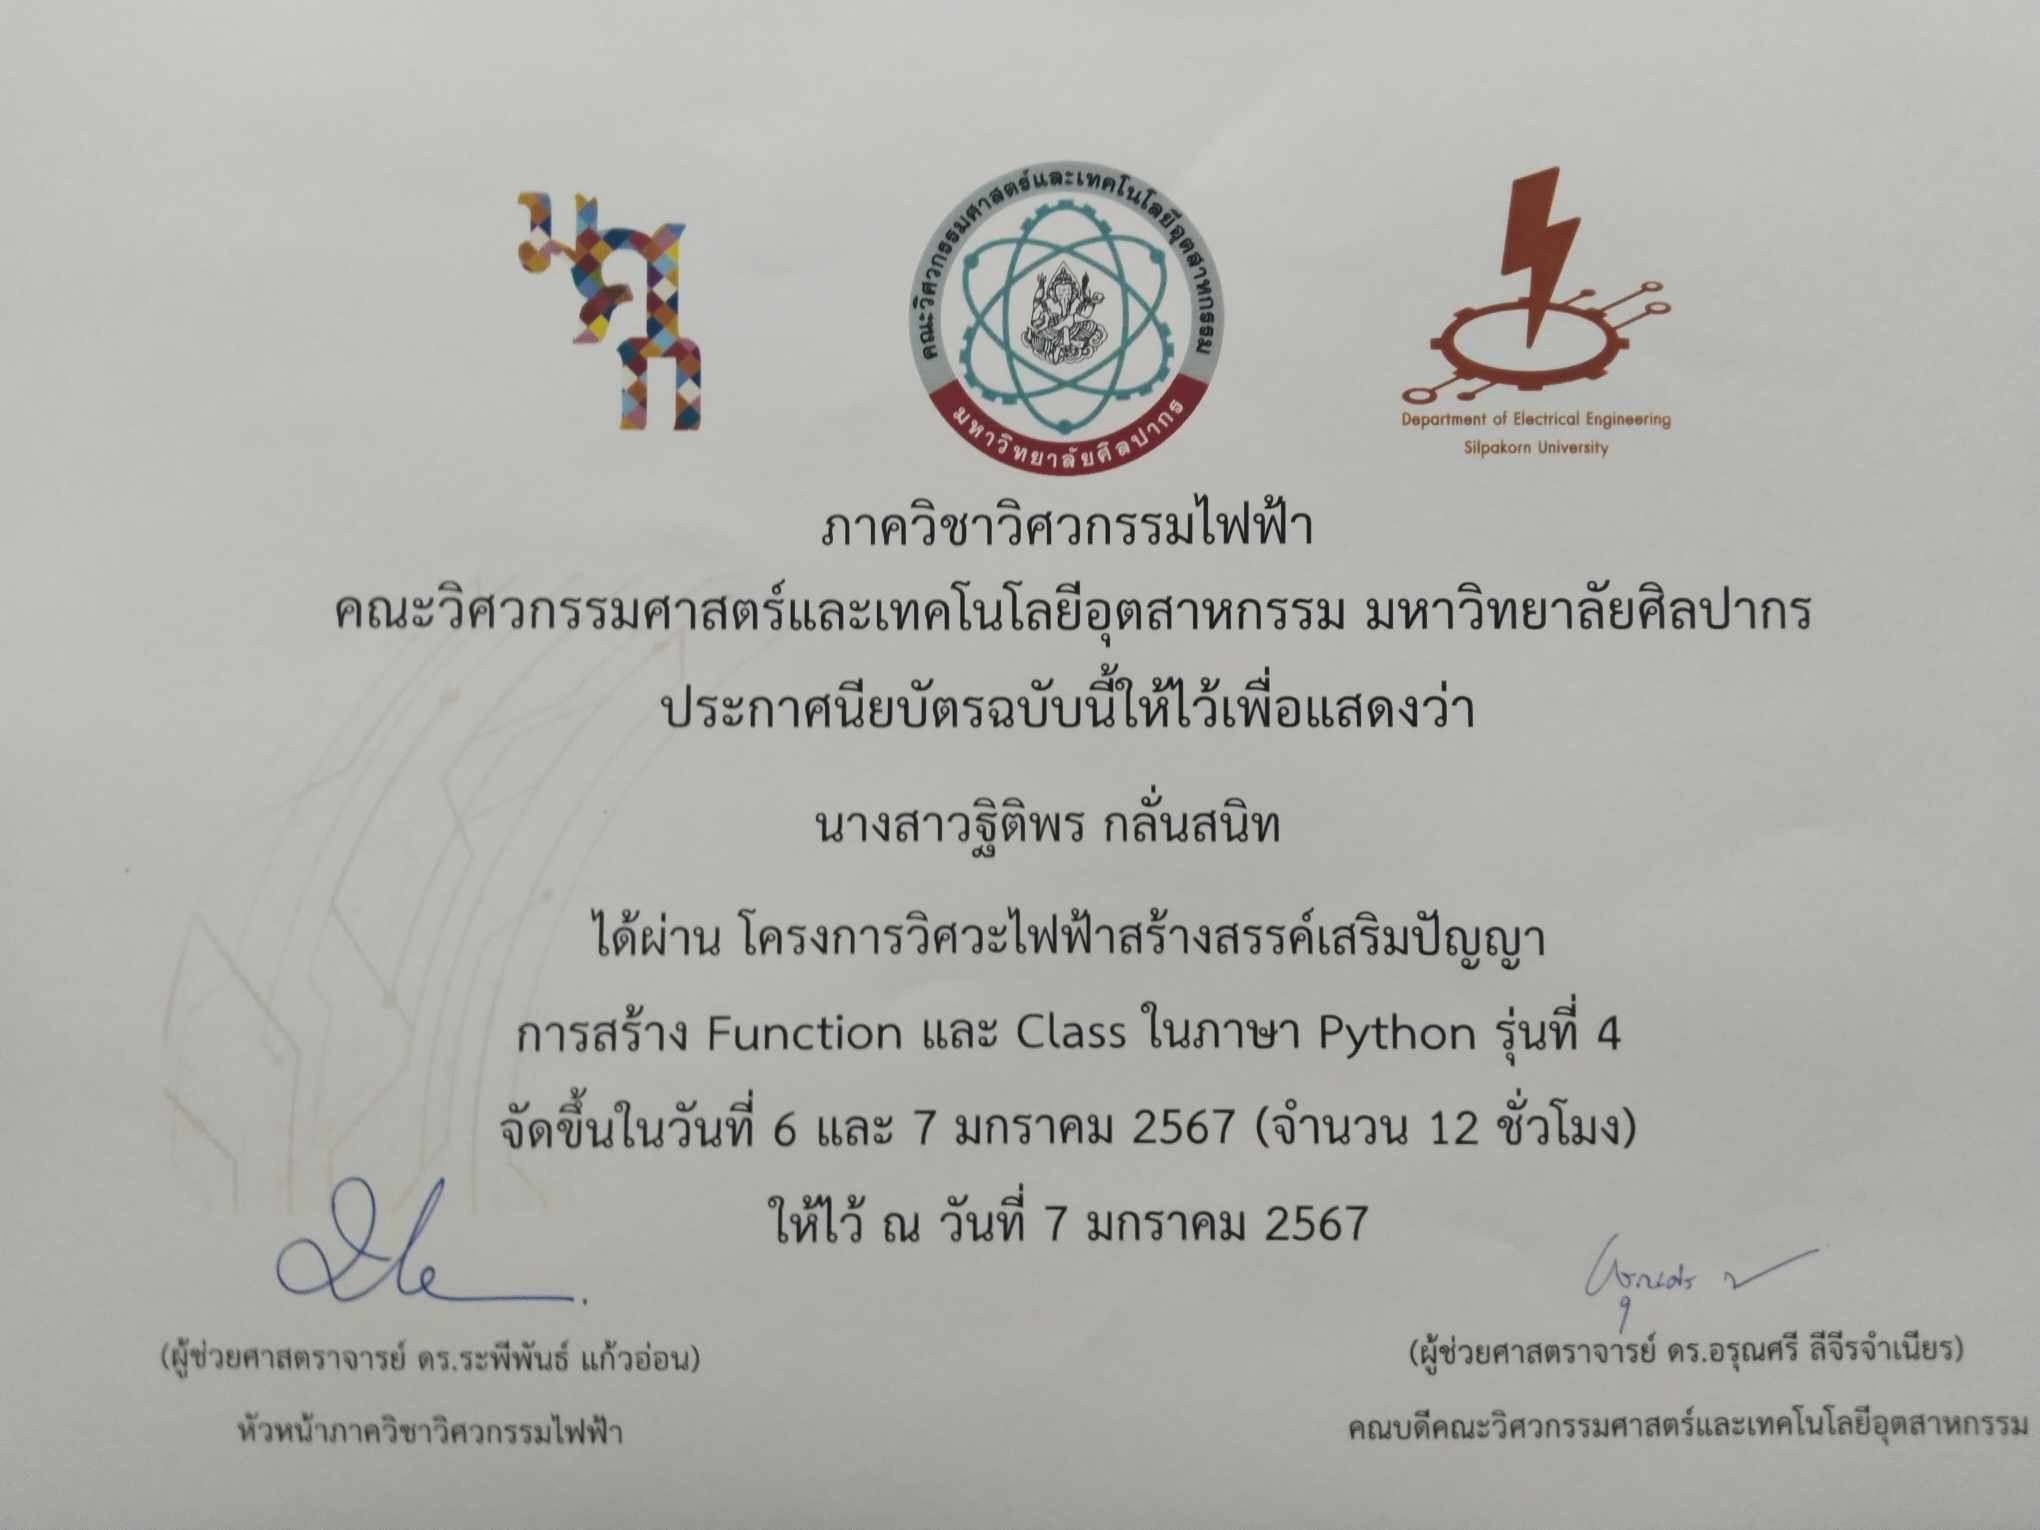 มศก
คณะวิศวกรรมศาสตร์และเทคโนโลยีอุตสาหกรรม
มหาวิทยาลัยศิลปากร
Department of Electrical Engineering
Silpakorn University
ภาควิชาวิศวกรรมไฟฟ้า
คณะวิศวกรรมศาสตร์และเทคโนโลยีอุตสาหกรรม มหาวิทยาลัยศิลปากร
ประกาศนียบัตรฉบับนี้ให้ไว้เพื่อแสดงว่า
นางสาวฐิติพร กลั่นสนิท
ได้ผ่าน โครงการวิศวะไฟฟ้าสร้างสรรค์เสริมปัญญา
การสร้าง Function และ Class ในภาษา Python รุ่นที่ 4
จัดขึ้นในวันที่ 6 และ 7 มกราคม 2567 (จำนวน 12 ชั่วโมง)
ให้ไว้ ณ วันที่ 7 มกราคม 2567
(ผู้ช่วยศาสตราจารย์ ดร.ระพีพันธ์ แก้วอ่อน)
หัวหน้าภาควิชาวิศวกรรมไฟฟ้า
(ผู้ช่วยศาสตราจารย์ ดร.อรุณศรี ลีจีรจำเนียร)
คณบดีคณะวิศวกรรมศาสตร์และเทคโนโลยีอุตสาหกรรม